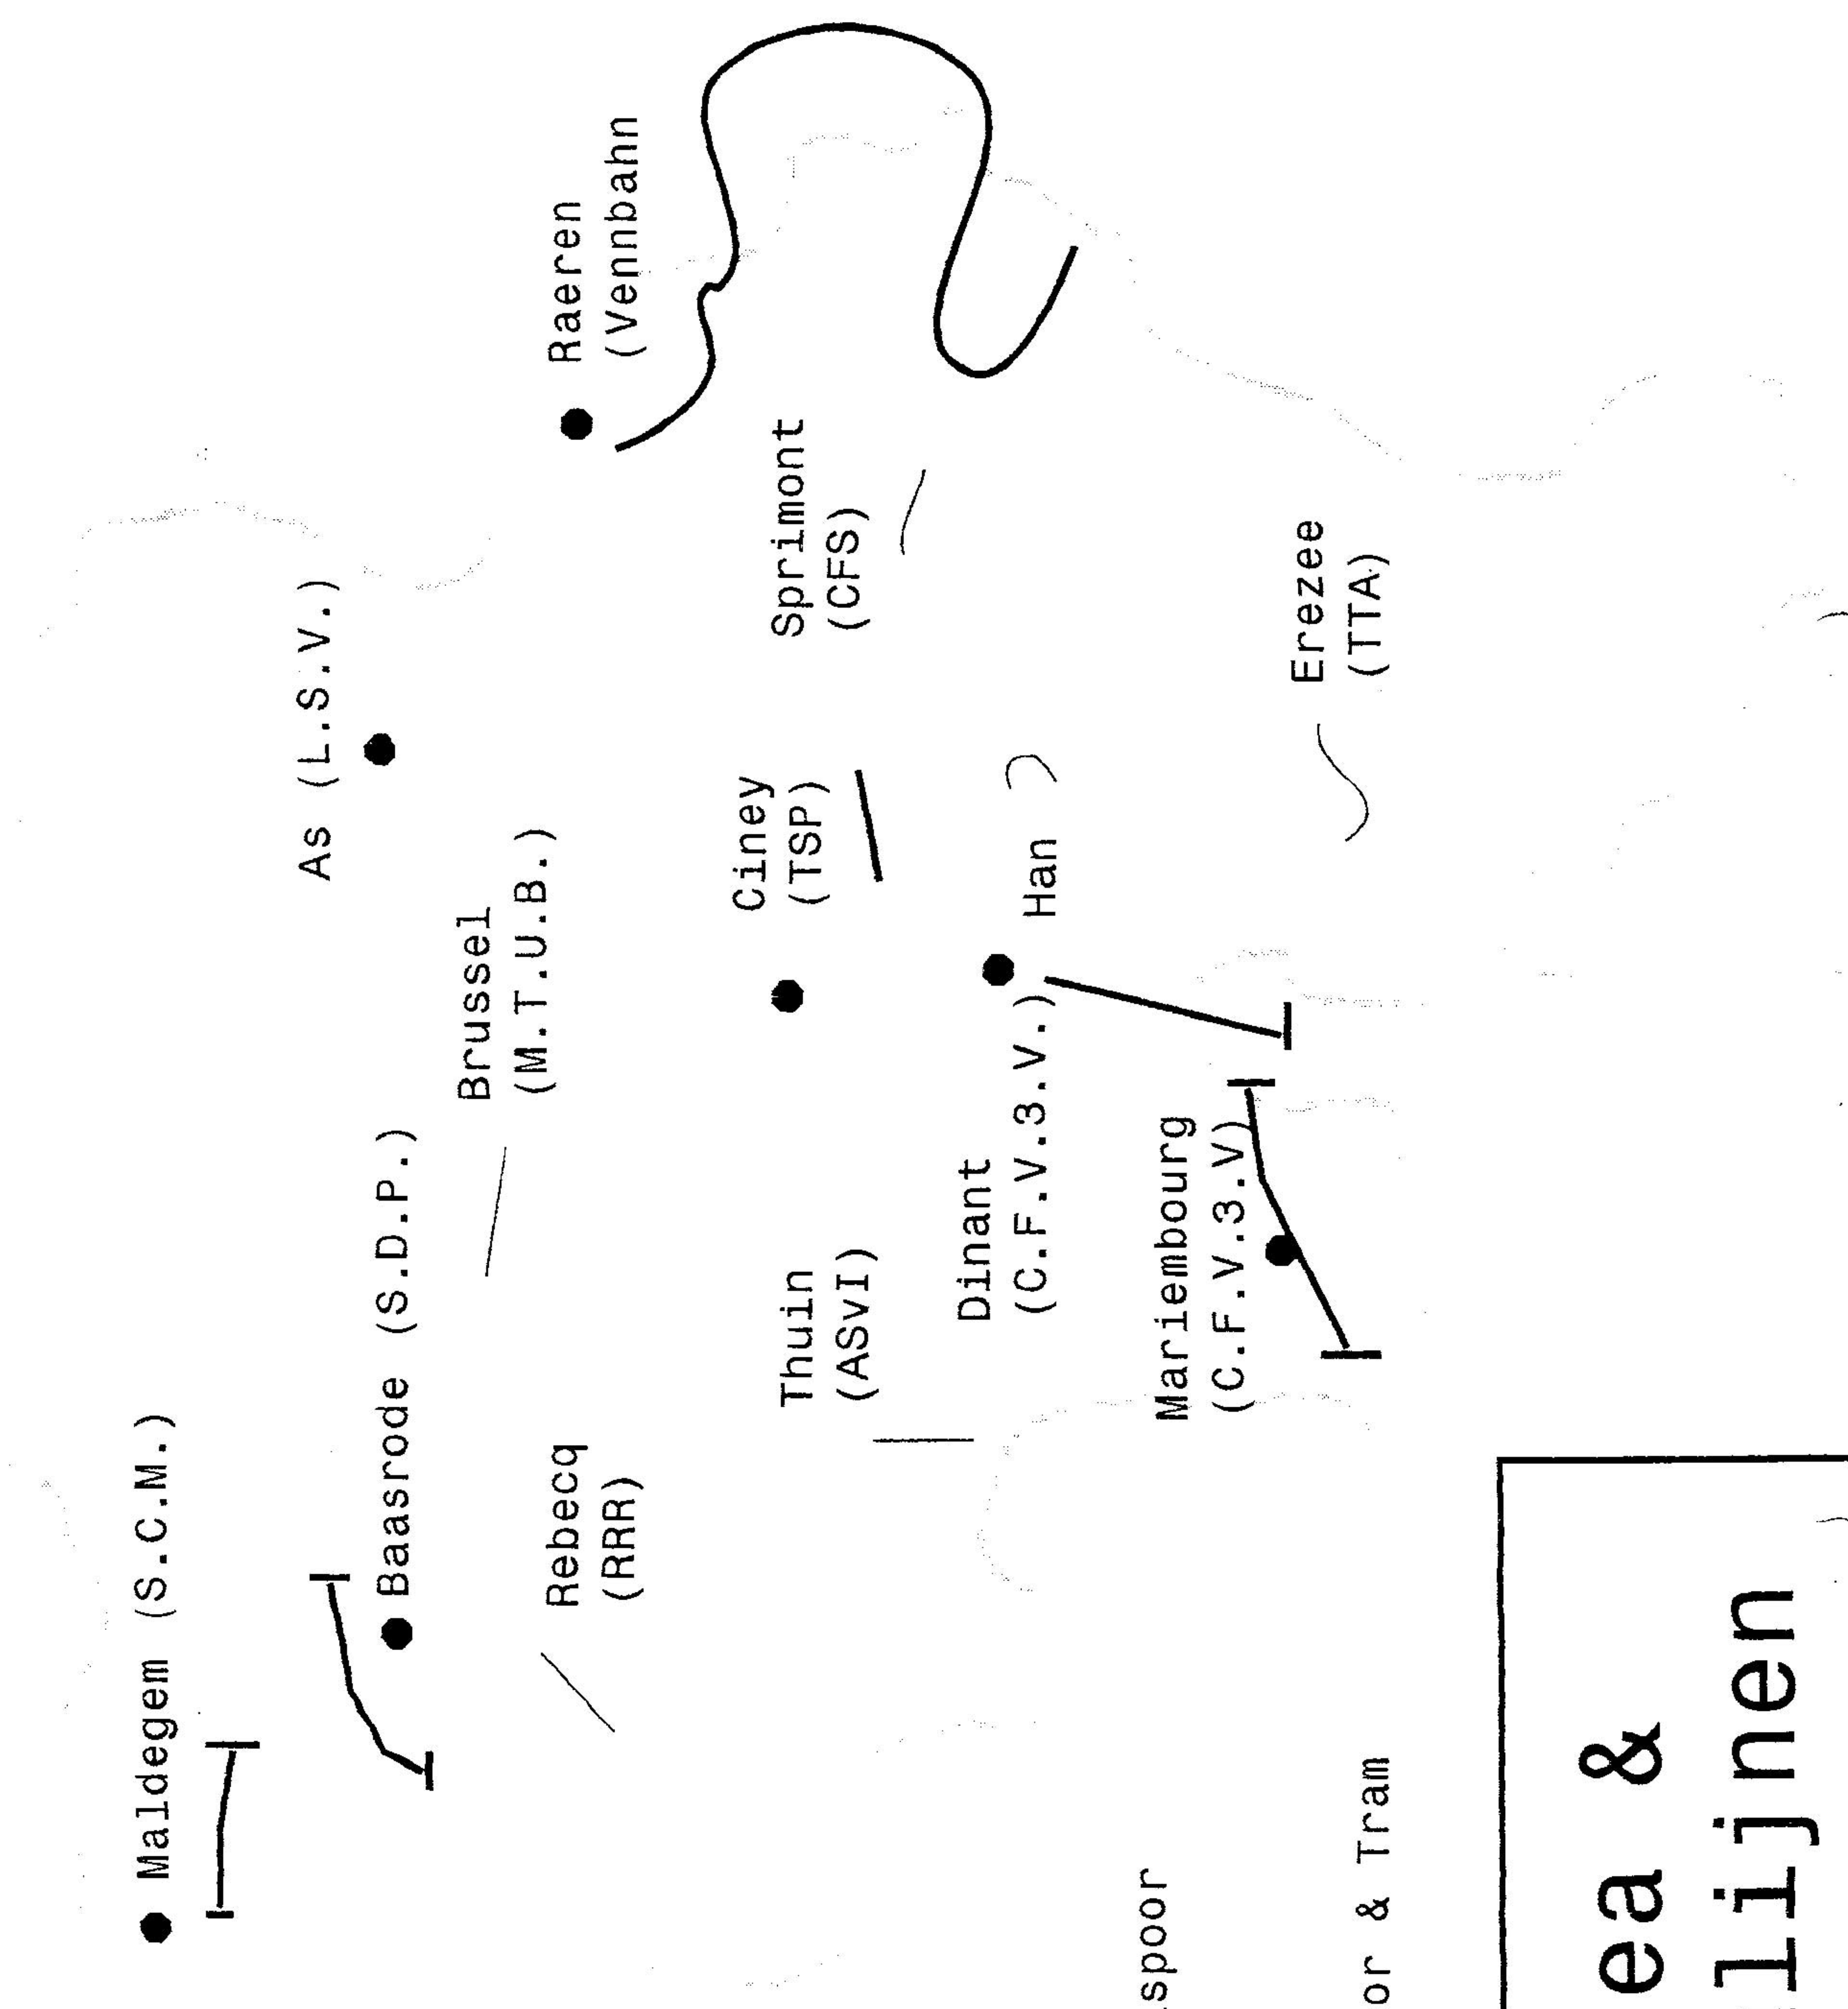 Maldegem (S.C.M.)
Baasrode (S.D.P.)
As (L.S.V.)
Brussel
(M.T.U.B.)
Rebecq
(RRR)
Raeren
(Vennbahn)
Ciney
(TSP)
Sprimont
(CFS)
Thuin
(ASVI)
Dinant
(C.F.V.3.V.)
Han
Mariembourg
(C.F.V.3.V)
Erezee
(TTA)
spoor
or & Tram
ea &
lijnen